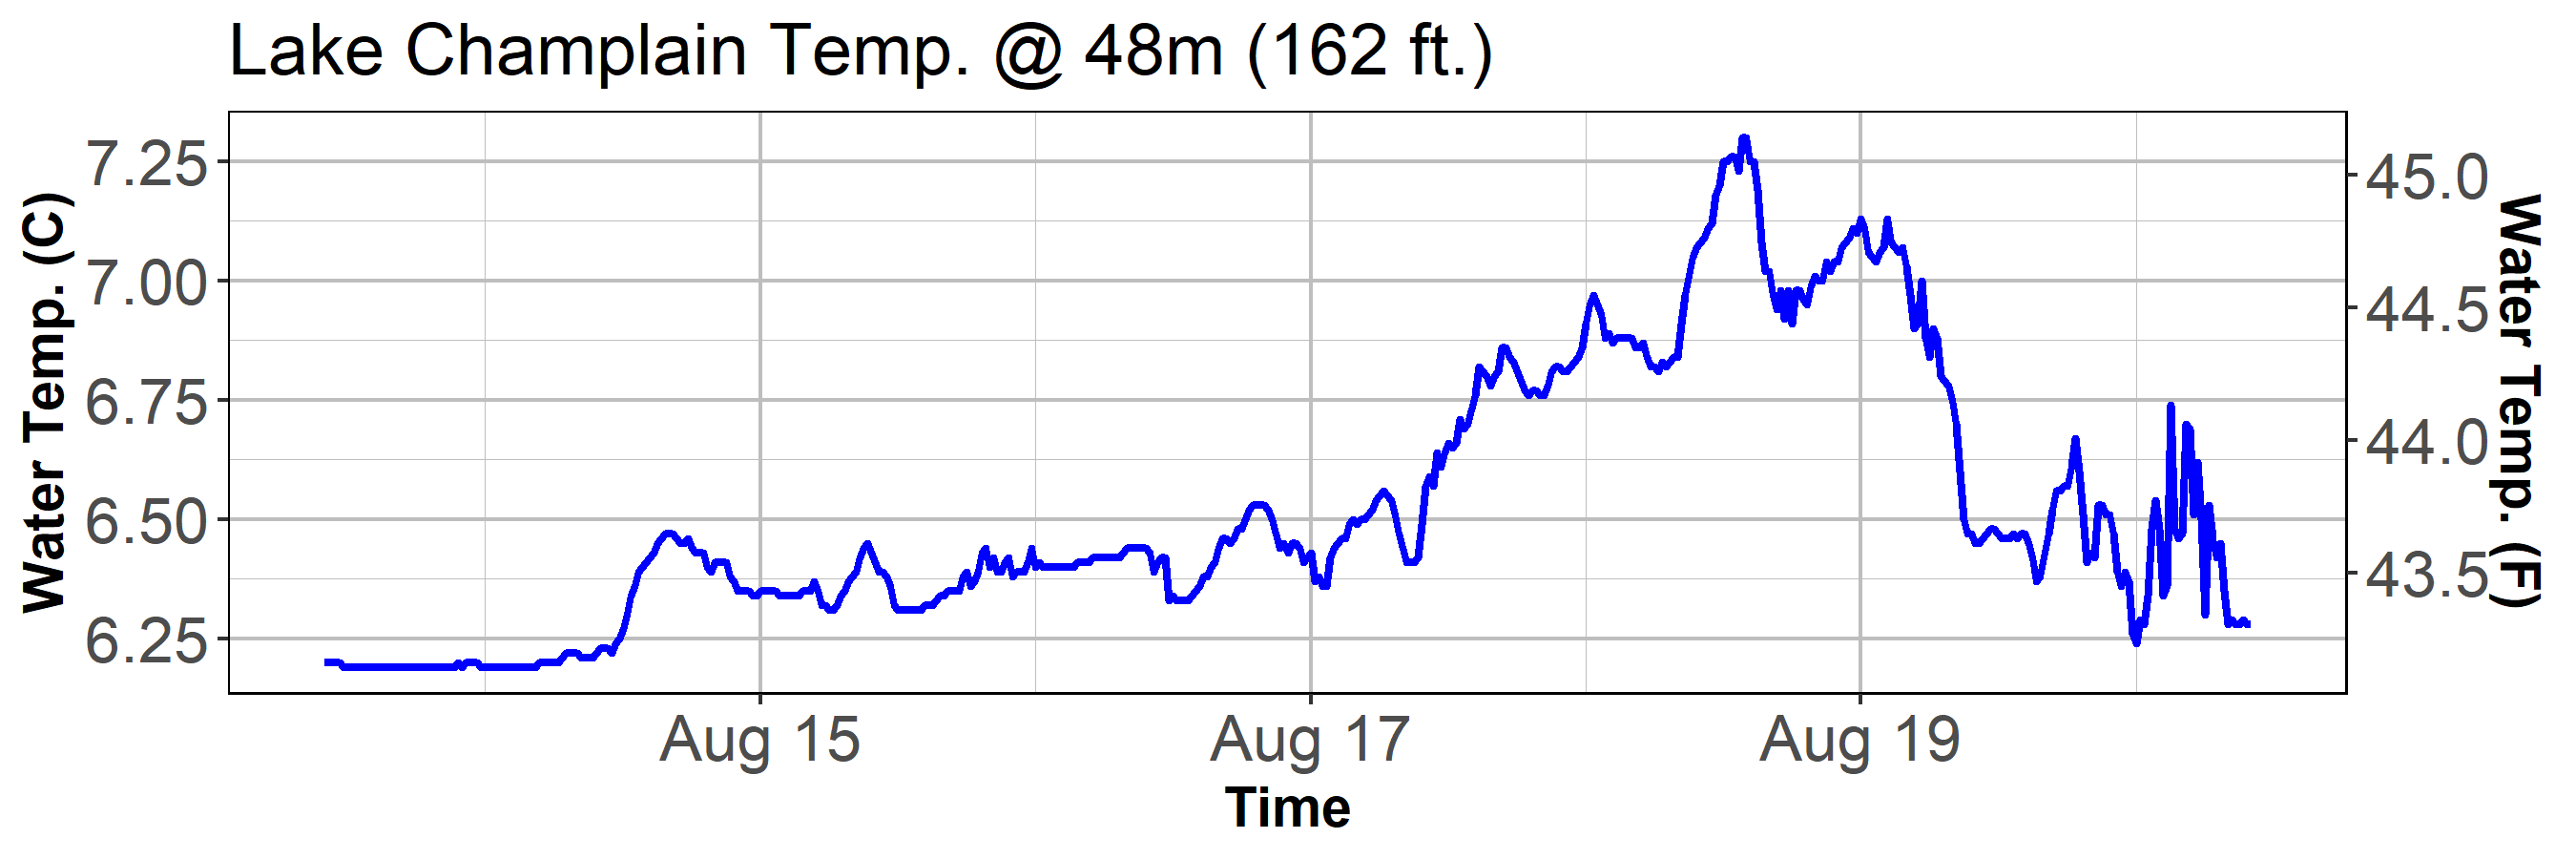 Lake Champlain Temp. @ 48m (162 ft.)
Water Temp. (C)
7.25
7.00
6.75
6.50
6.25
45.0
44.5
44.0
43.5
Water Temp. (F)
Aug 15 Aug 17 Aug 19
Time